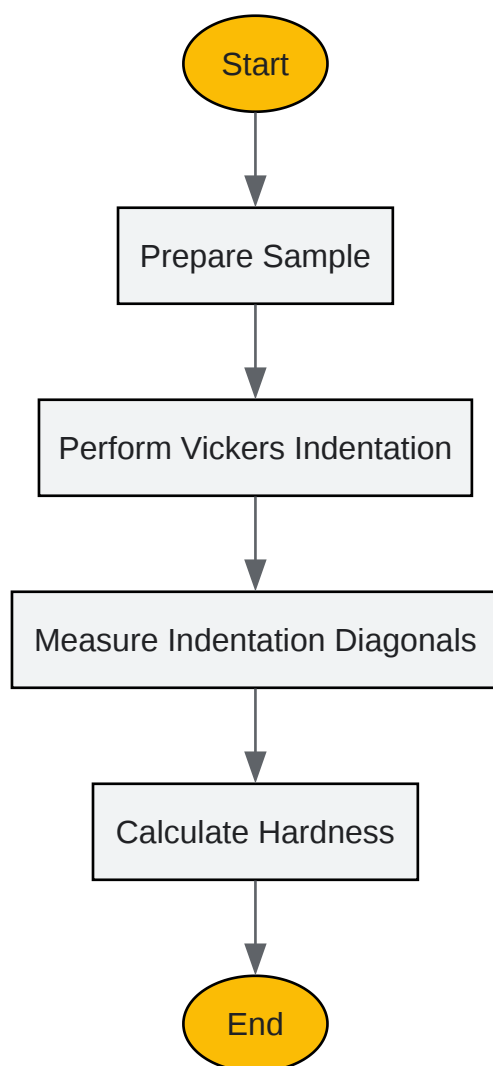 Start
Prepare Sample
Perform Vickers Indentation
Measure Indentation Diagonals
Calculate Hardness
End